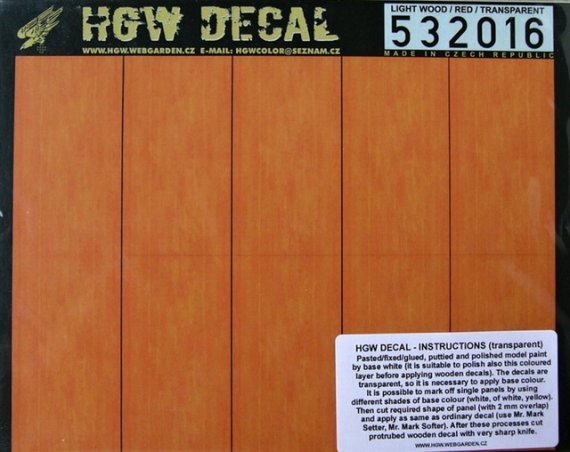 HGW DECAL
WWW.HGW.WEBGARDEN.CZ E-MAIL: HGWCOLOR@SEZNAM.CZ
LIGHT WOOD / RED / TRANSPARENT
532016
MADE IN CZECH REPUBLIC
HGW DECAL - INSTRUCTIONS (transparent)
Pasted/fixed/glued, puttied and polished model paint
by base white (it is suitable to polish also this coloured
layer before applying wooden decals). The decals are
transparent, so it is necessary to apply base colour.
It is possible to mark off single panels by using
different shades of base colour (white, of white, yellow).
Then cut required shape of panel (with 2 mm overlap)
and apply as same as ordinary decal (use Mr. Mark
Setter, Mr. Mark Softer). After these processes cut
protrubed wooden decal with very sharp knife.
WWW.HGW.WEBGARDEN.CZ